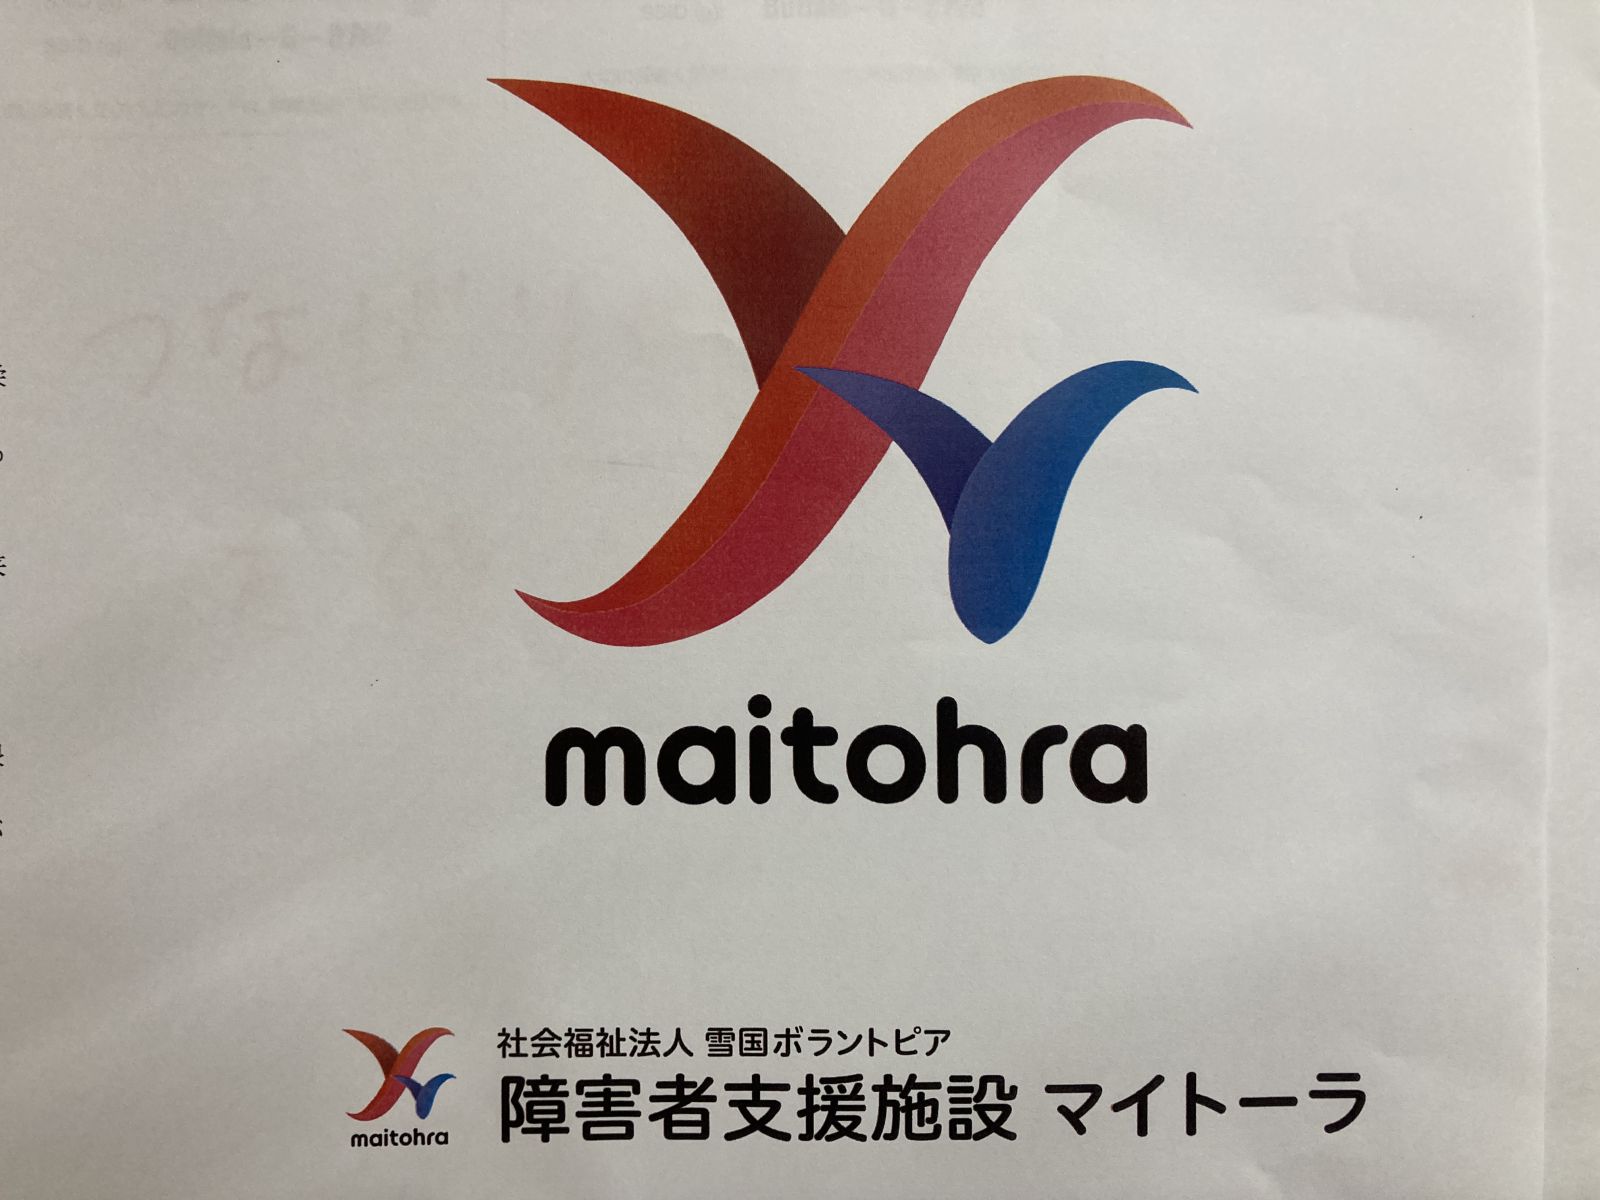 maitohra
社会福祉法人 雪国ボラントピア
障害者支援施設 マイトーラ
maitohra